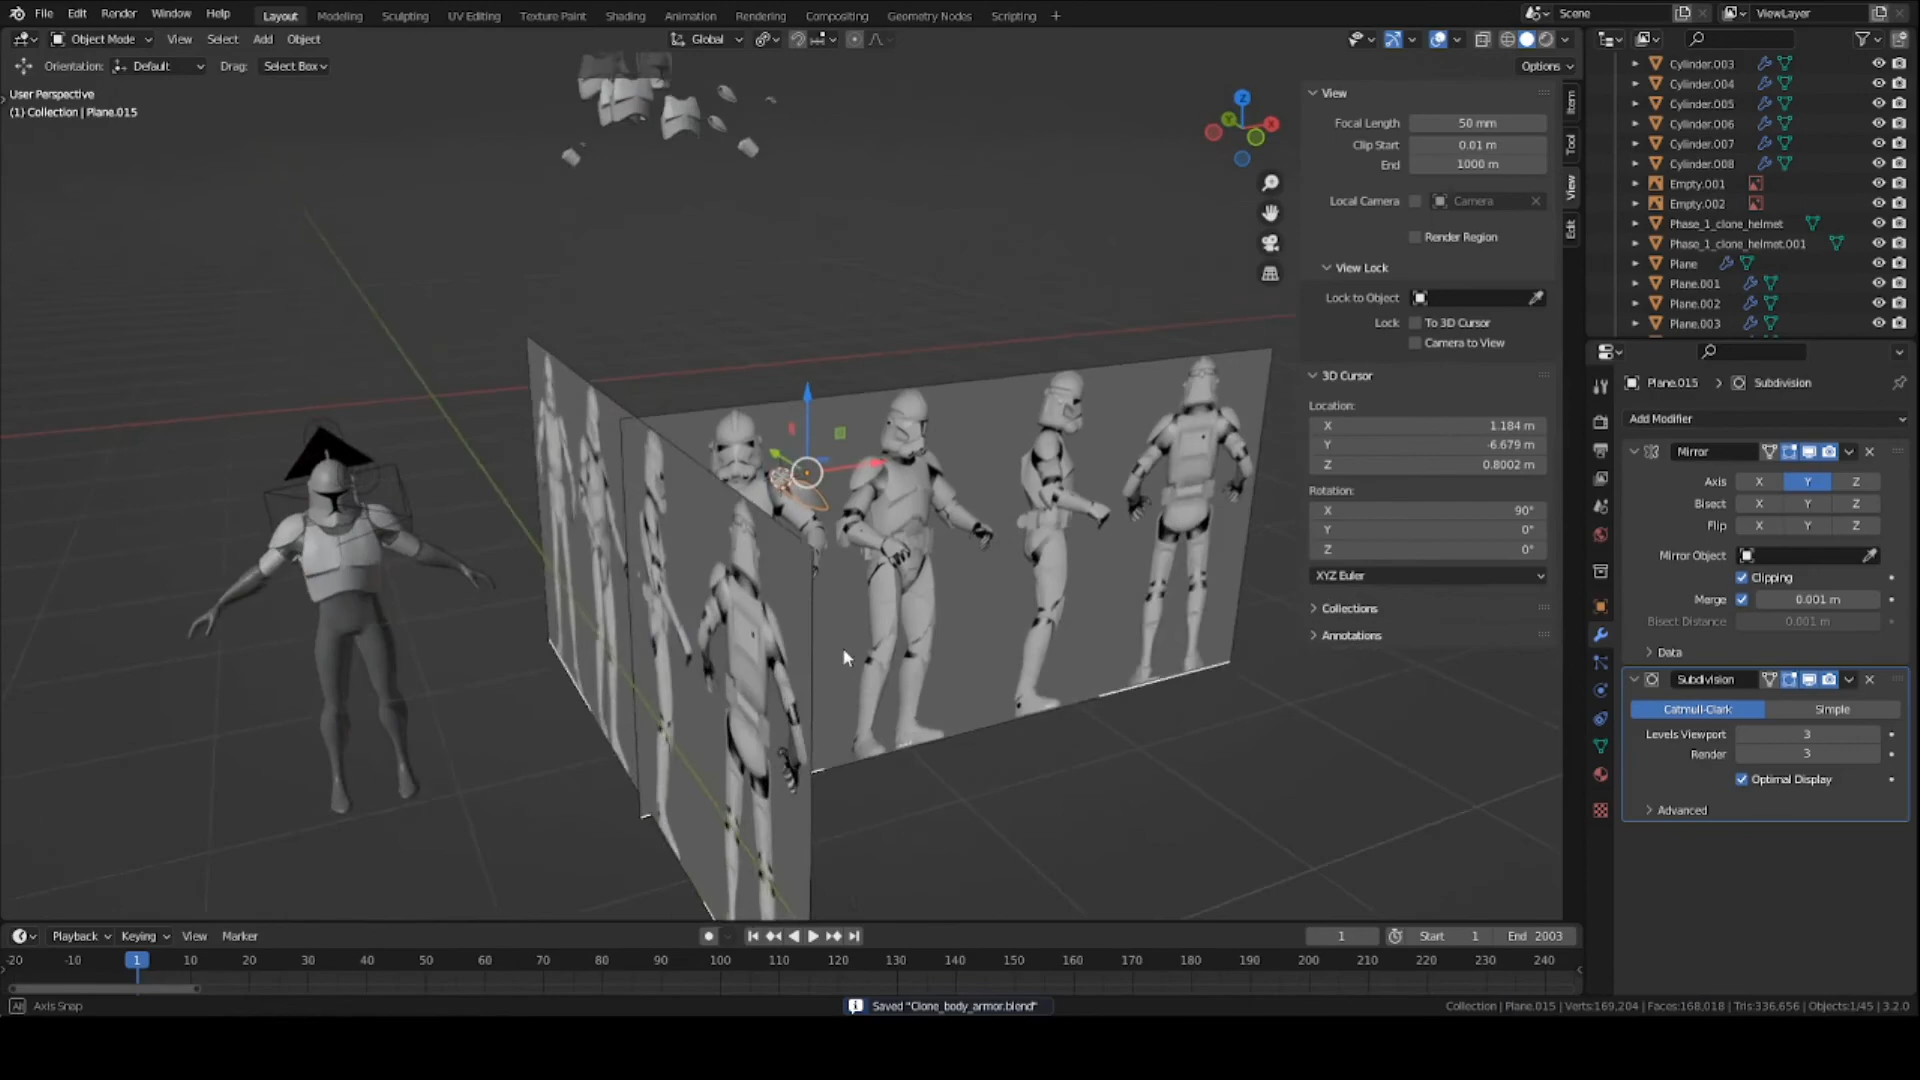 File Edit Render Window Help Layout Modeling Sculpting UV Editing Texture Paint Shading Animation Rendering Compositing Geometry Nodes Scripting + Scene ViewLayer
Object Mode View Select Add Object Global
Orientation: Default Drag: Select Box Options
User Perspective
(1) Collection | Plane.015
Z
Y
X
View
Focal Length 50 mm
Clip Start 0.01 m
End 1000 m
Local Camera Camera
Render Region
View Lock
Lock to Object
Lock To 3D Cursor
Camera to View
3D Cursor
Location:
X 1.184 m
Y -6.679 m
Z 0.8002 m
Rotation:
X 90°
Y 0°
Z 0°
XYZ Euler
Collections
Annotations
Item
Tool
View
Edit
Cylinder.003
Cylinder.004
Cylinder.005
Cylinder.006
Cylinder.007
Cylinder.008
Empty.001
Empty.002
Phase_1_clone_helmet
Phase_1_clone_helmet.001
Plane
Plane.001
Plane.002
Plane.003
Plane.015 > Subdivision
Add Modifier
Mirror
Axis X Y Z
Bisect X Y Z
Flip X Y Z
Mirror Object
Clipping
Merge 0.001 m
Bisect Distance 0.001 m
Data
Subdivision
Catmull-Clark Simple
Levels Viewport 3
Render 3
Optimal Display
Advanced
Playback Keying View Marker 1 Start 1 End 2003
-20 -10 1 10 20 30 40 50 60 70 80 90 100 110 120 130 140 150 160 170 180 190 200 210 220 230 240
Alt Axis Snap Saved "Clone_body_armor.blend" Collection | Plane.015 | Verts:169,204 | Faces:168,018 | Tris:336,656 | Objects:1/45 | 3.2.0